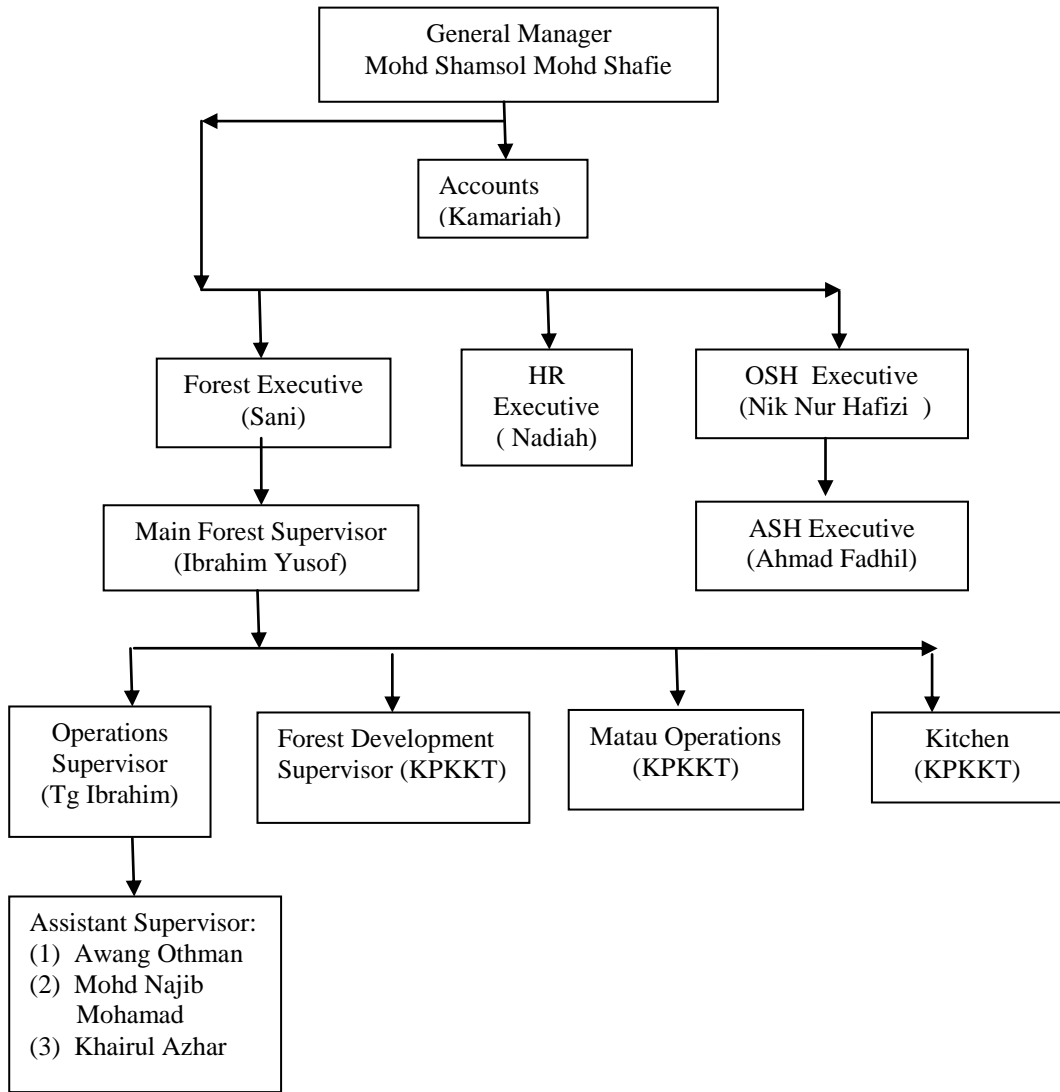 General Manager
Mohd Shamsol Mohd Shafie
Accounts
(Kamariah)
Forest Executive
(Sani)
HR
Executive
( Nadiah)
OSH  Executive
(Nik Nur Hafizi  )
Main Forest Supervisor
(Ibrahim Yusof)
ASH Executive
(Ahmad Fadhil)
Operations
Supervisor
(Tg Ibrahim)
Forest Development
Supervisor (KPKKT)
Matau Operations
(KPKKT)
Kitchen
(KPKKT)
Assistant Supervisor:
(1)  Awang Othman
(2)  Mohd Najib
Mohamad
(3)  Khairul Azhar